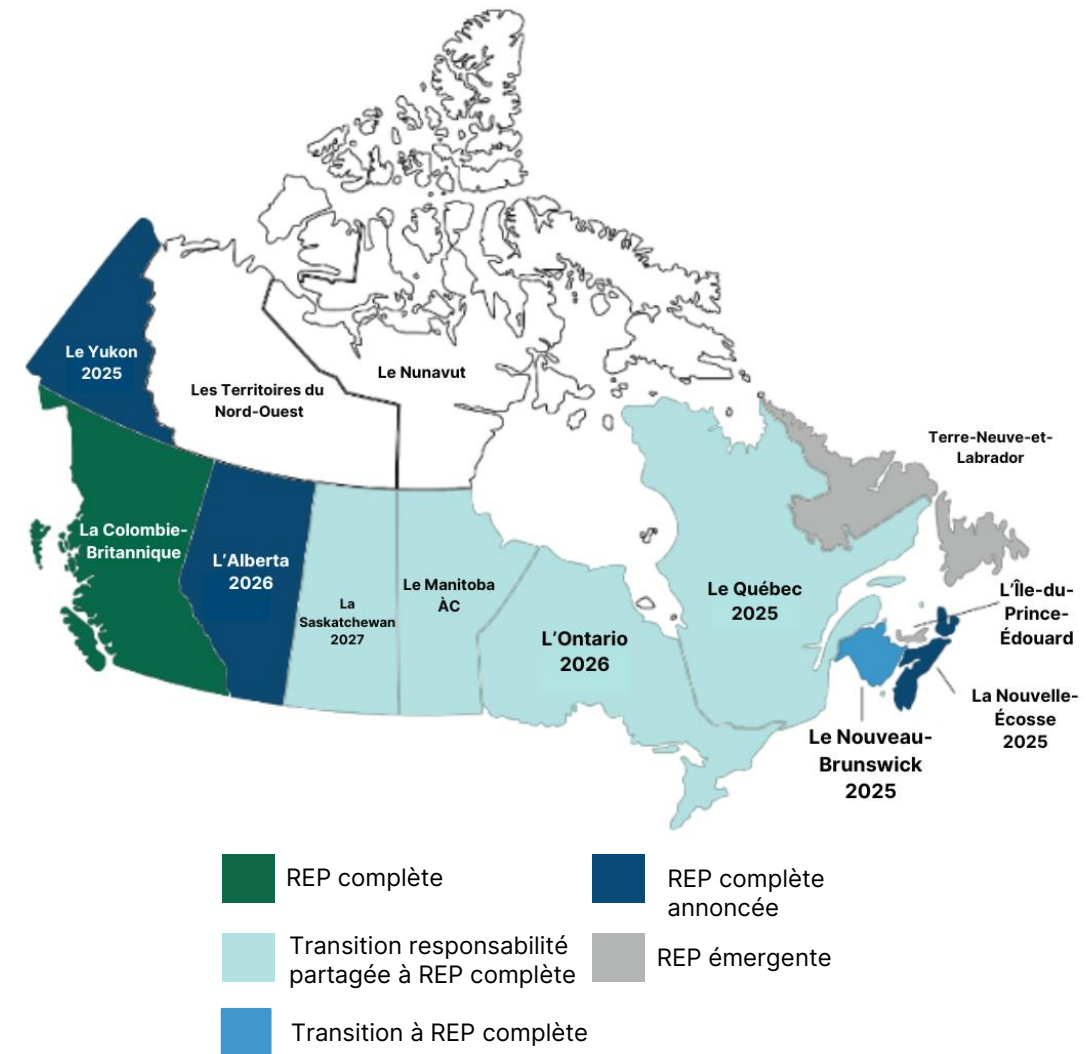 Le Yukon
2025
Les Territoires du
Nord-Ouest
Le Nunavut
Terre-Neuve-et-
Labrador
La Colombie-
Britannique
L'Alberta
2026
La
Saskatchewan
2027
Le Manitoba
ÀC
L'Ontario
2026
Le Québec
2025
L'Île-du-
Prince-
Édouard
La Nouvelle-
Écosse
2025
Le Nouveau-
Brunswick
2025
REP complète
REP complète
annoncée
Transition responsabilité
partagée à REP complète
REP émergente
Transition à REP complète